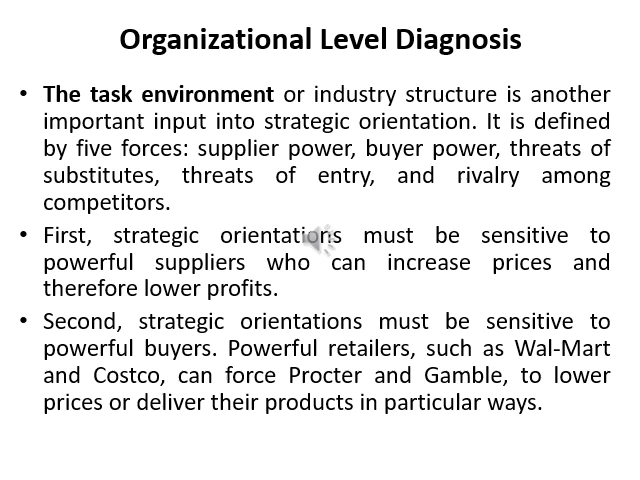 Organizational Level Diagnosis
• The task environment or industry structure is another
important input into strategic orientation. It is defined
by five forces: supplier power, buyer power, threats of
substitutes, threats of entry, and rivalry among
competitors.
• First, strategic orientations must be sensitive to
powerful suppliers who can increase prices and
therefore lower profits.
• Second, strategic orientations must be sensitive to
powerful buyers. Powerful retailers, such as Wal-Mart
and Costco, can force Procter and Gamble, to lower
prices or deliver their products in particular ways.